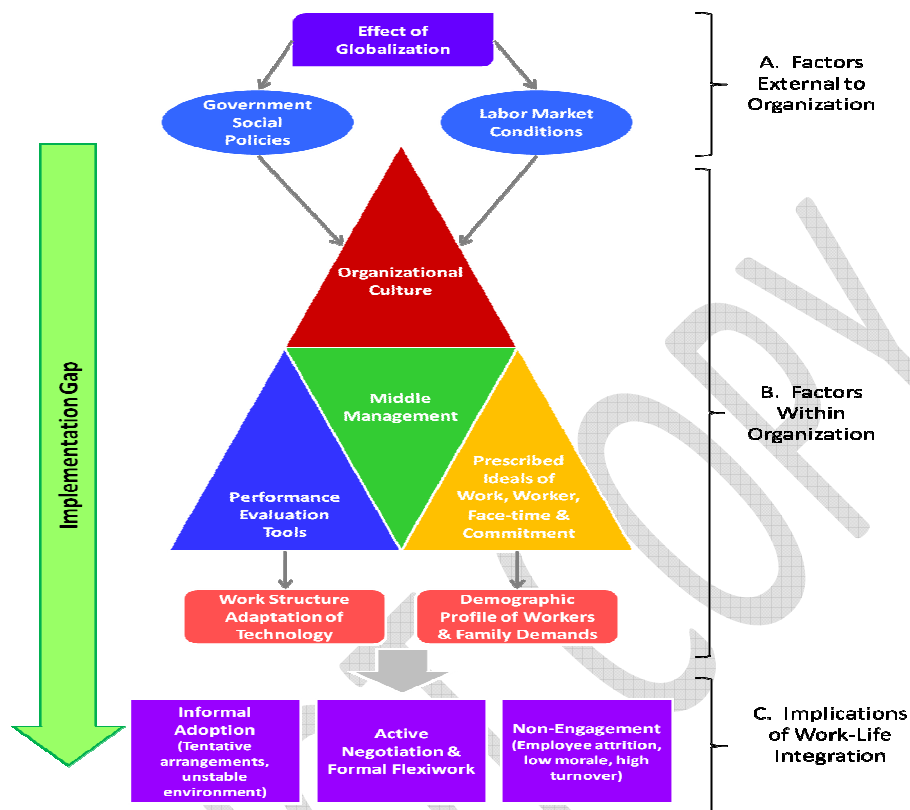 Effect of
Globalization
A. Factors
External to
Organization
Government
Social
Policies
Labor Market
Conditions
Organizational
Culture
Implementation Gap
Middle
Management
B. Factors
Within
Organization
Performance
Evaluation
Tools
Prescribed
Ideals of
Work, Worker,
Face-time &
Commitment
Work Structure
Adaptation of
Technology
Demographic
Profile of Workers
& Family Demands
Informal
Adoption
(Tentative
arrangements,
unstable
environment)
Active
Negotiation &
Formal Flexiwork
Non-Engagement
(Employee attrition,
low morale, high
turnover)
C. Implications
of Work-Life
Integration
COPY